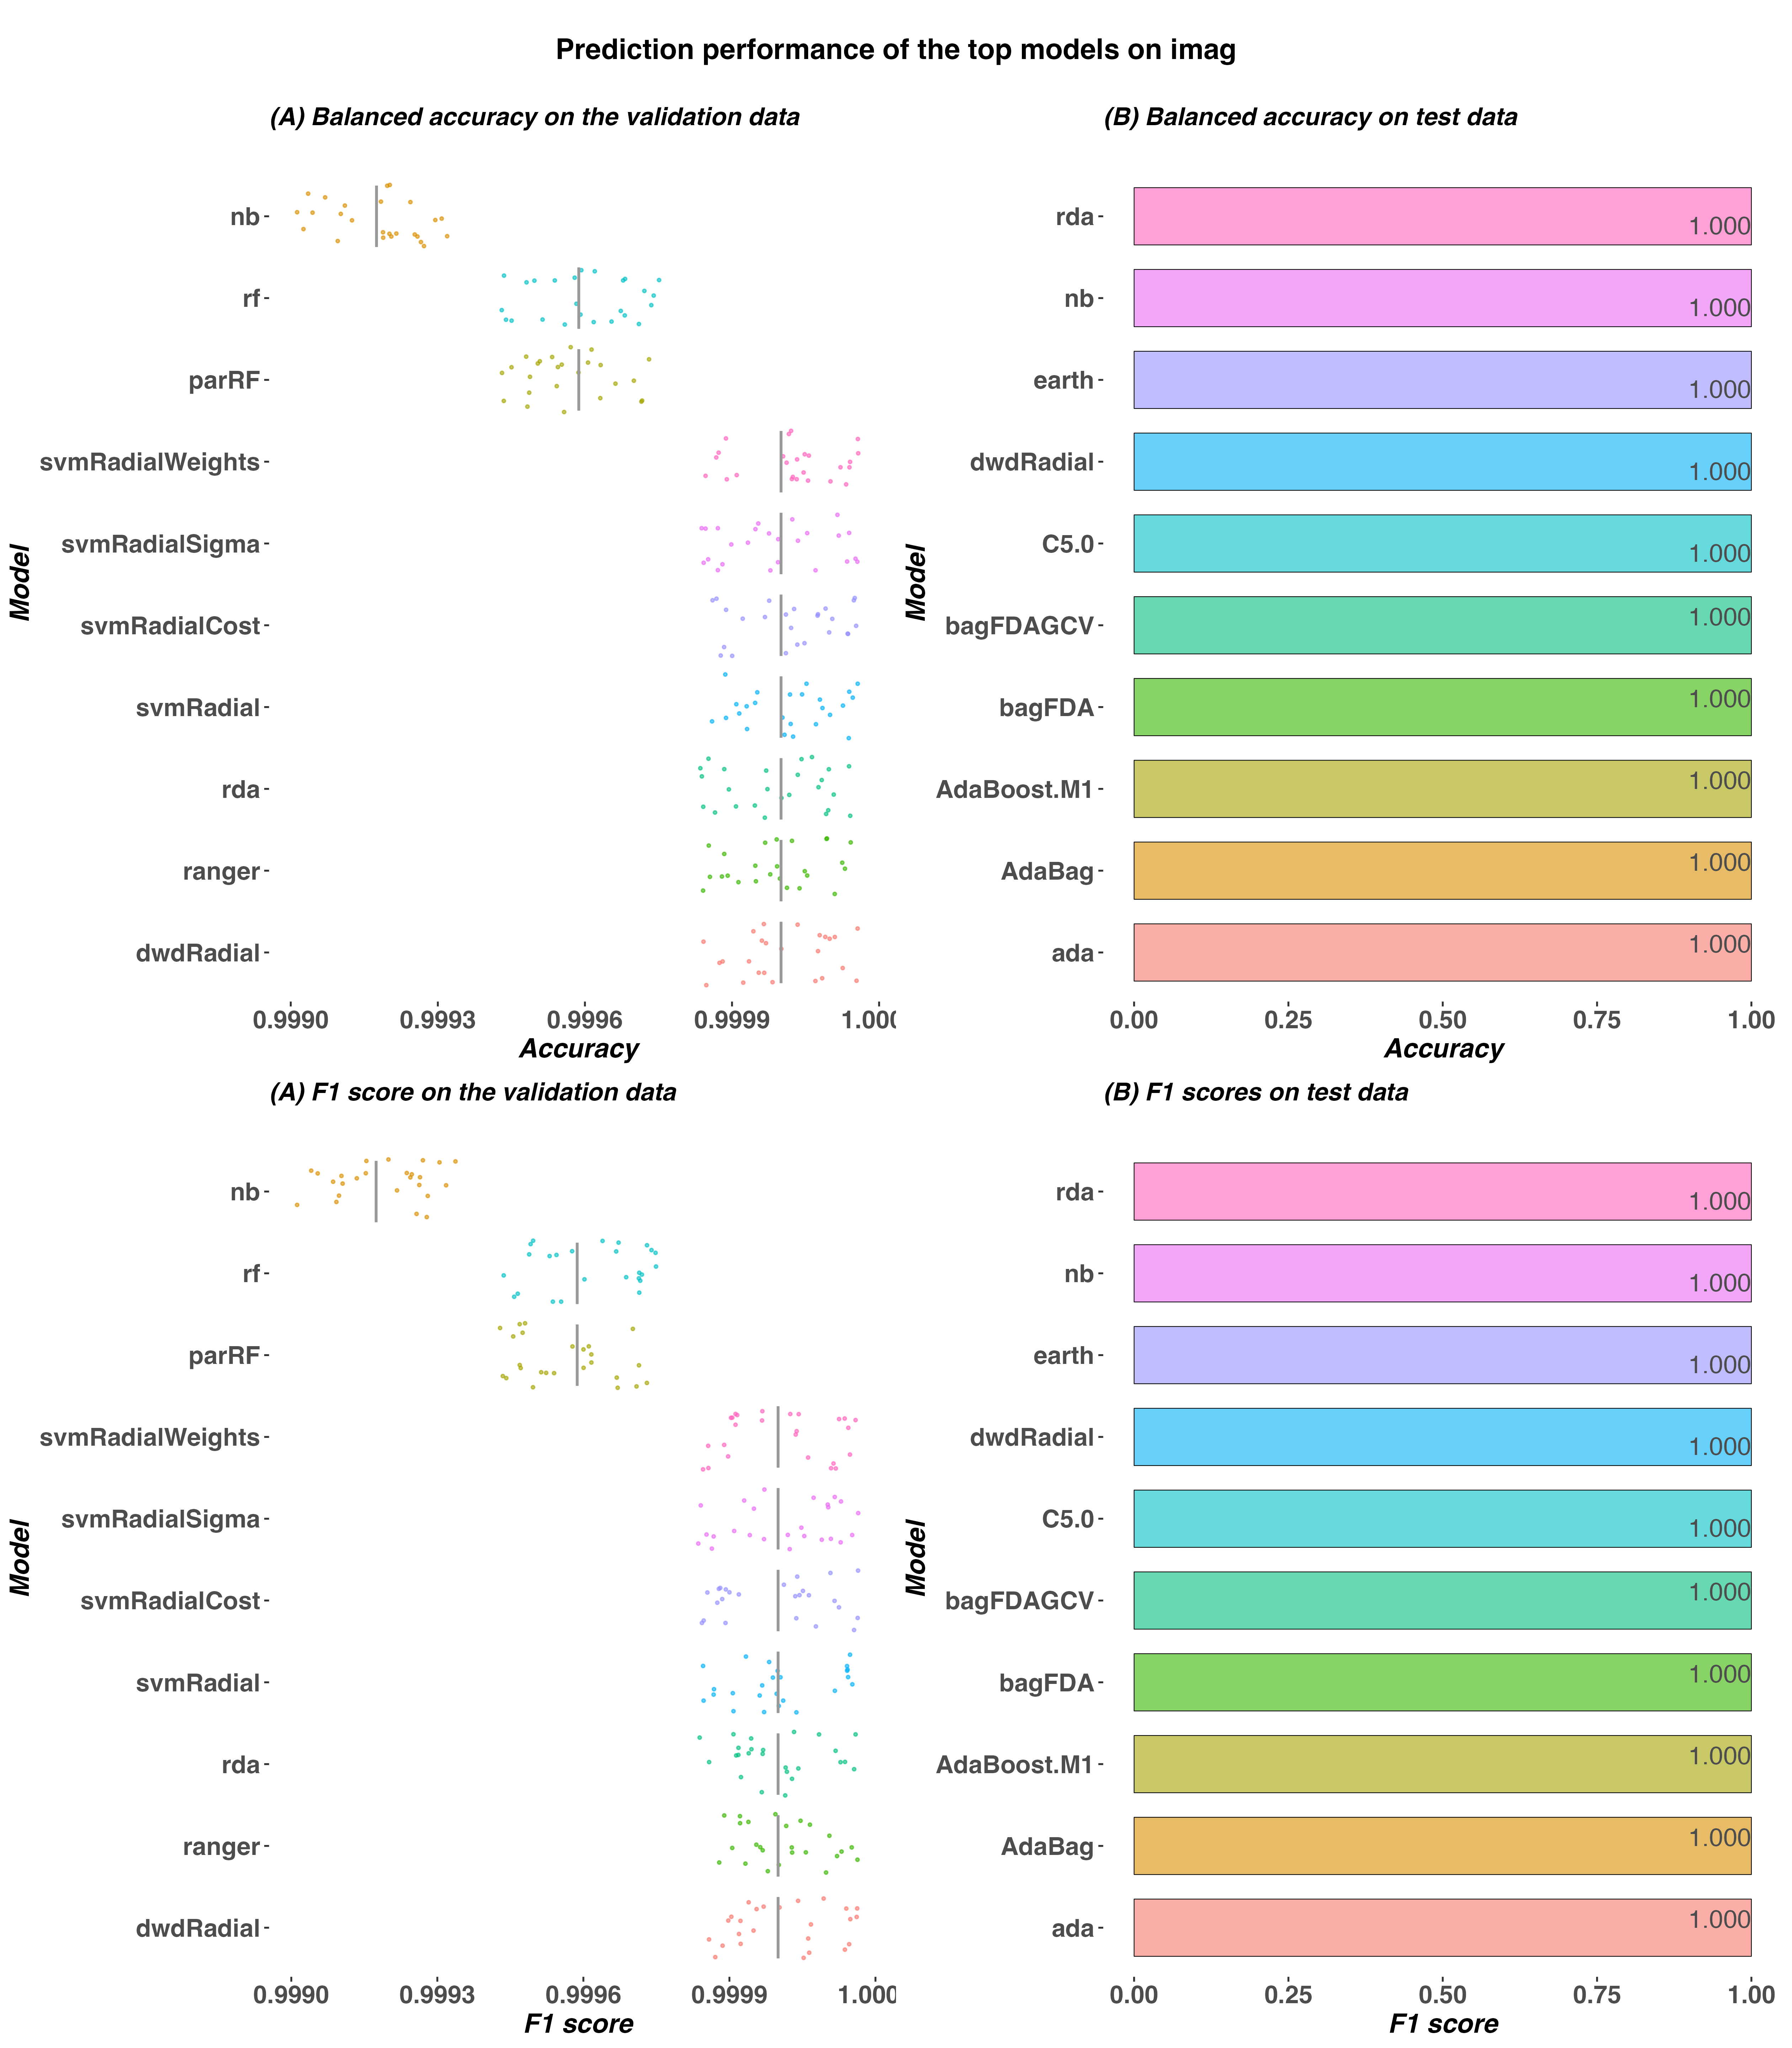 Prediction performance of the top models on imag
(A) Balanced accuracy on the validation data
nb
rf
parRF
svmRadialWeights
svmRadialSigma
svmRadialCost
svmRadial
rda
ranger
dwdRadial
Model
0.9990 0.9993 0.9996 0.9999 1.000
Accuracy
(B) Balanced accuracy on test data
rda 1.000
nb 1.000
earth 1.000
dwdRadial 1.000
C5.0 1.000
bagFDAGCV 1.000
bagFDA 1.000
AdaBoost.M1 1.000
AdaBag 1.000
ada 1.000
Model
0.00 0.25 0.50 0.75 1.00
Accuracy
(A) F1 score on the validation data
nb
rf
parRF
svmRadialWeights
svmRadialSigma
svmRadialCost
svmRadial
rda
ranger
dwdRadial
Model
0.9990 0.9993 0.9996 0.9999 1.000
F1 score
(B) F1 scores on test data
rda 1.000
nb 1.000
earth 1.000
dwdRadial 1.000
C5.0 1.000
bagFDAGCV 1.000
bagFDA 1.000
AdaBoost.M1 1.000
AdaBag 1.000
ada 1.000
Model
0.00 0.25 0.50 0.75 1.00
F1 score